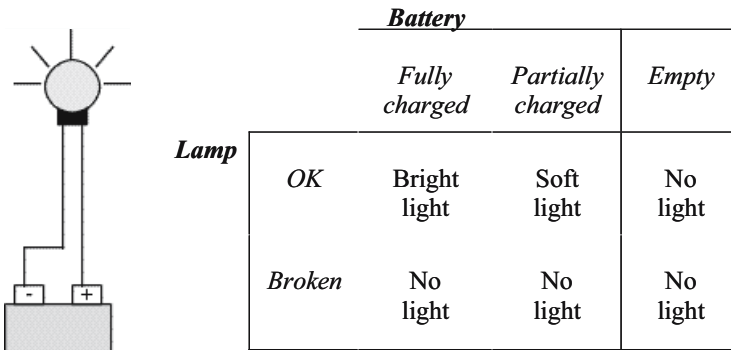 Battery
Fully charged
Partially charged
Empty
Lamp
OK
Bright light
Soft light
No light
Broken
No light
No light
No light
-
+